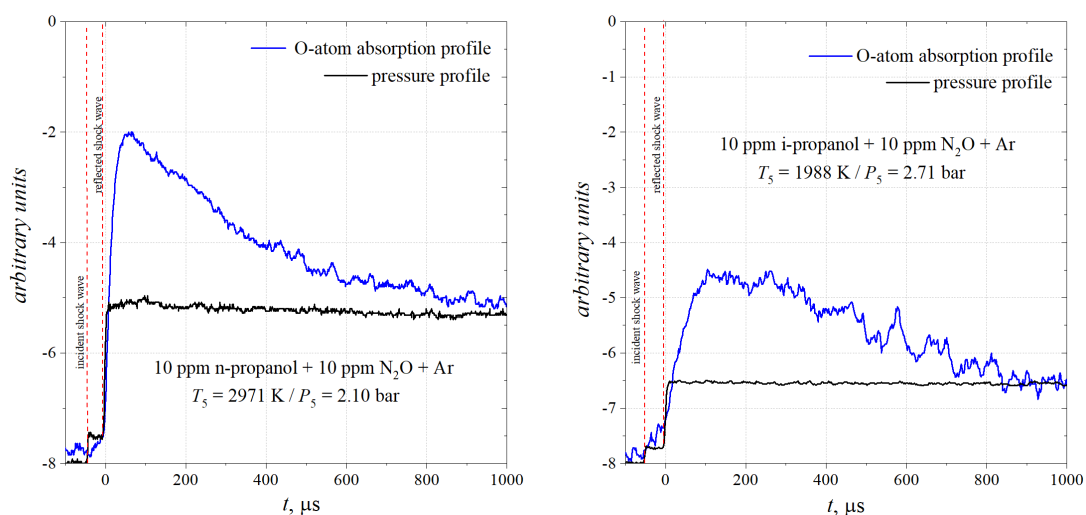 0
-2
-4
-6
-8
arbitrary units
O-atom absorption profile
pressure profile
incident shock wave
reflected shock wave
10 ppm n-propanol + 10 ppm N₂O + Ar
T₅ = 2971 K / P₅ = 2.10 bar
0 200 400 600 800 1000
t, μs
0
-1
-2
-3
-4
-5
-6
-7
-8
arbitrary units
O-atom absorption profile
pressure profile
incident shock wave
reflected shock wave
10 ppm i-propanol + 10 ppm N₂O + Ar
T₅ = 1988 K / P₅ = 2.71 bar
0 200 400 600 800 1000
t, μs